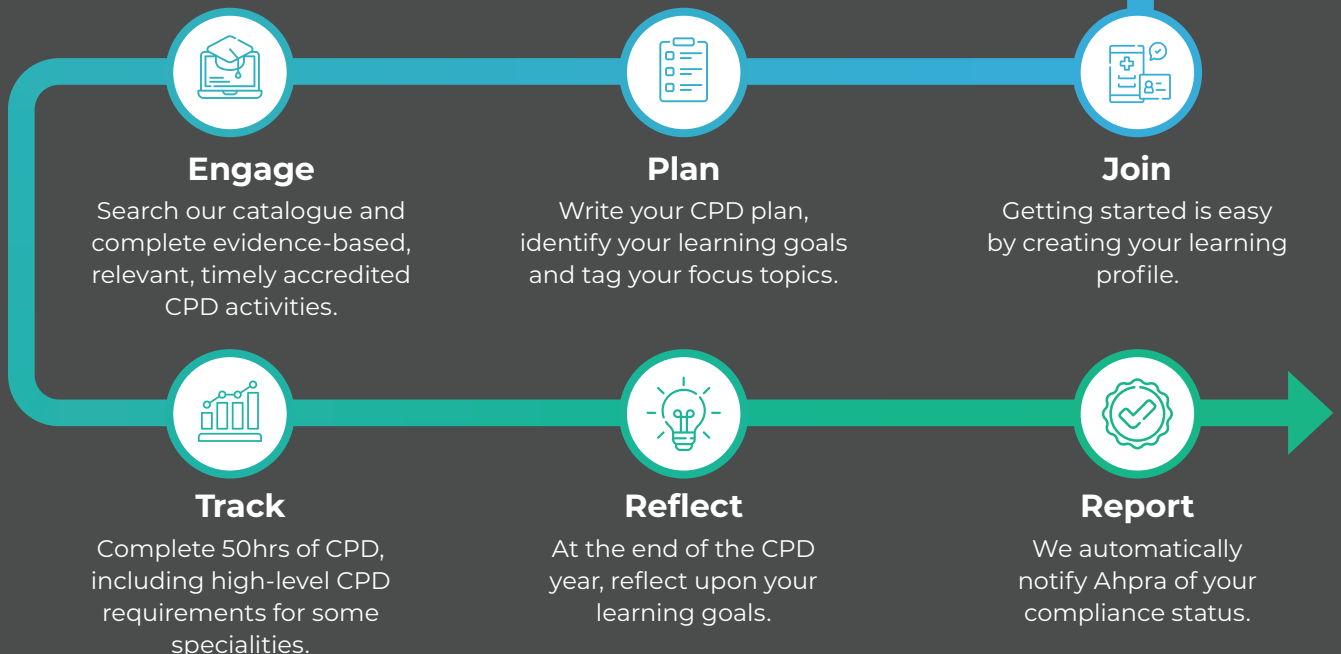 Engage
Search our catalogue and
complete evidence-based,
relevant, timely accredited
CPD activities.
Plan
Write your CPD plan,
identify your learning goals
and tag your focus topics.
Join
Getting started is easy
by creating your learning
profile.
Track
Complete 50hrs of CPD,
including high-level CPD
requirements for some
specialities.
Reflect
At the end of the CPD
year, reflect upon your
learning goals.
Report
We automatically
notify Ahpra of your
compliance status.